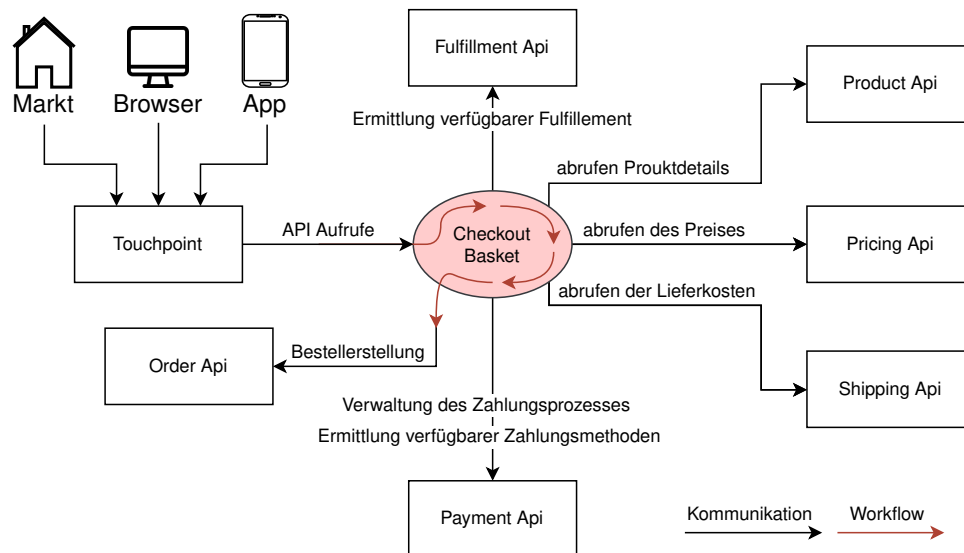 Markt
Browser
App
Fulfillment Api
Product Api
Ermittlung verfügbarer Fulfillement
abrufen Prouktdetails
Touchpoint
API Aufrufe
Checkout
Basket
abrufen des Preises
Pricing Api
abrufen der Lieferkosten
Order Api
Bestellerstellung
Shipping Api
Verwaltung des Zahlungsprozesses
Ermittlung verfügbarer Zahlungsmethoden
Payment Api
Kommunikation
Workflow